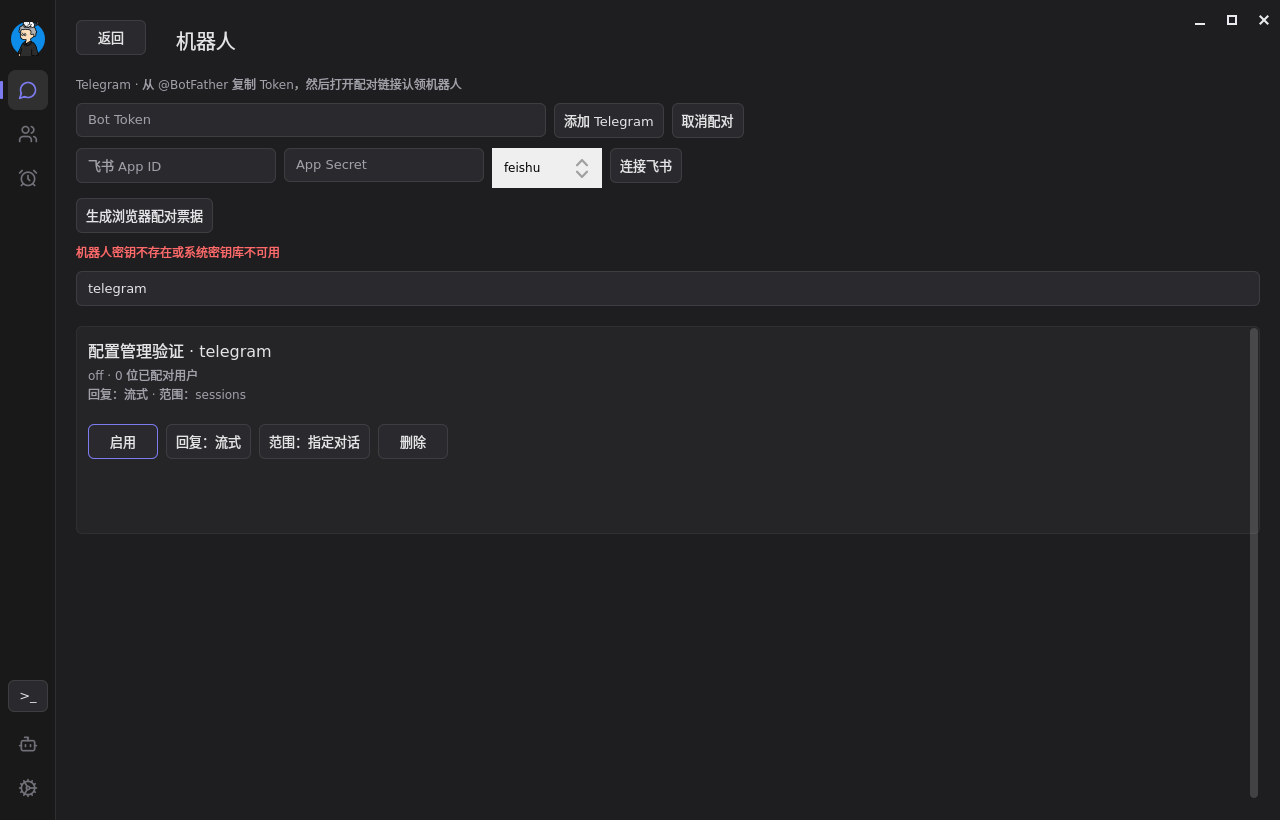 返回
机器人
Telegram · 从 @BotFather 复制 Token，然后打开配对链接认领机器人
Bot Token
添加 Telegram
取消配对
飞书 App ID
App Secret
feishu
连接飞书
生成浏览器配对票据
机器人密钥不存在或系统密钥库不可用
telegram
配置管理验证 · telegram
off · 0 位已配对用户
回复：流式 · 范围：sessions
启用
回复：流式
范围：指定对话
删除
>_